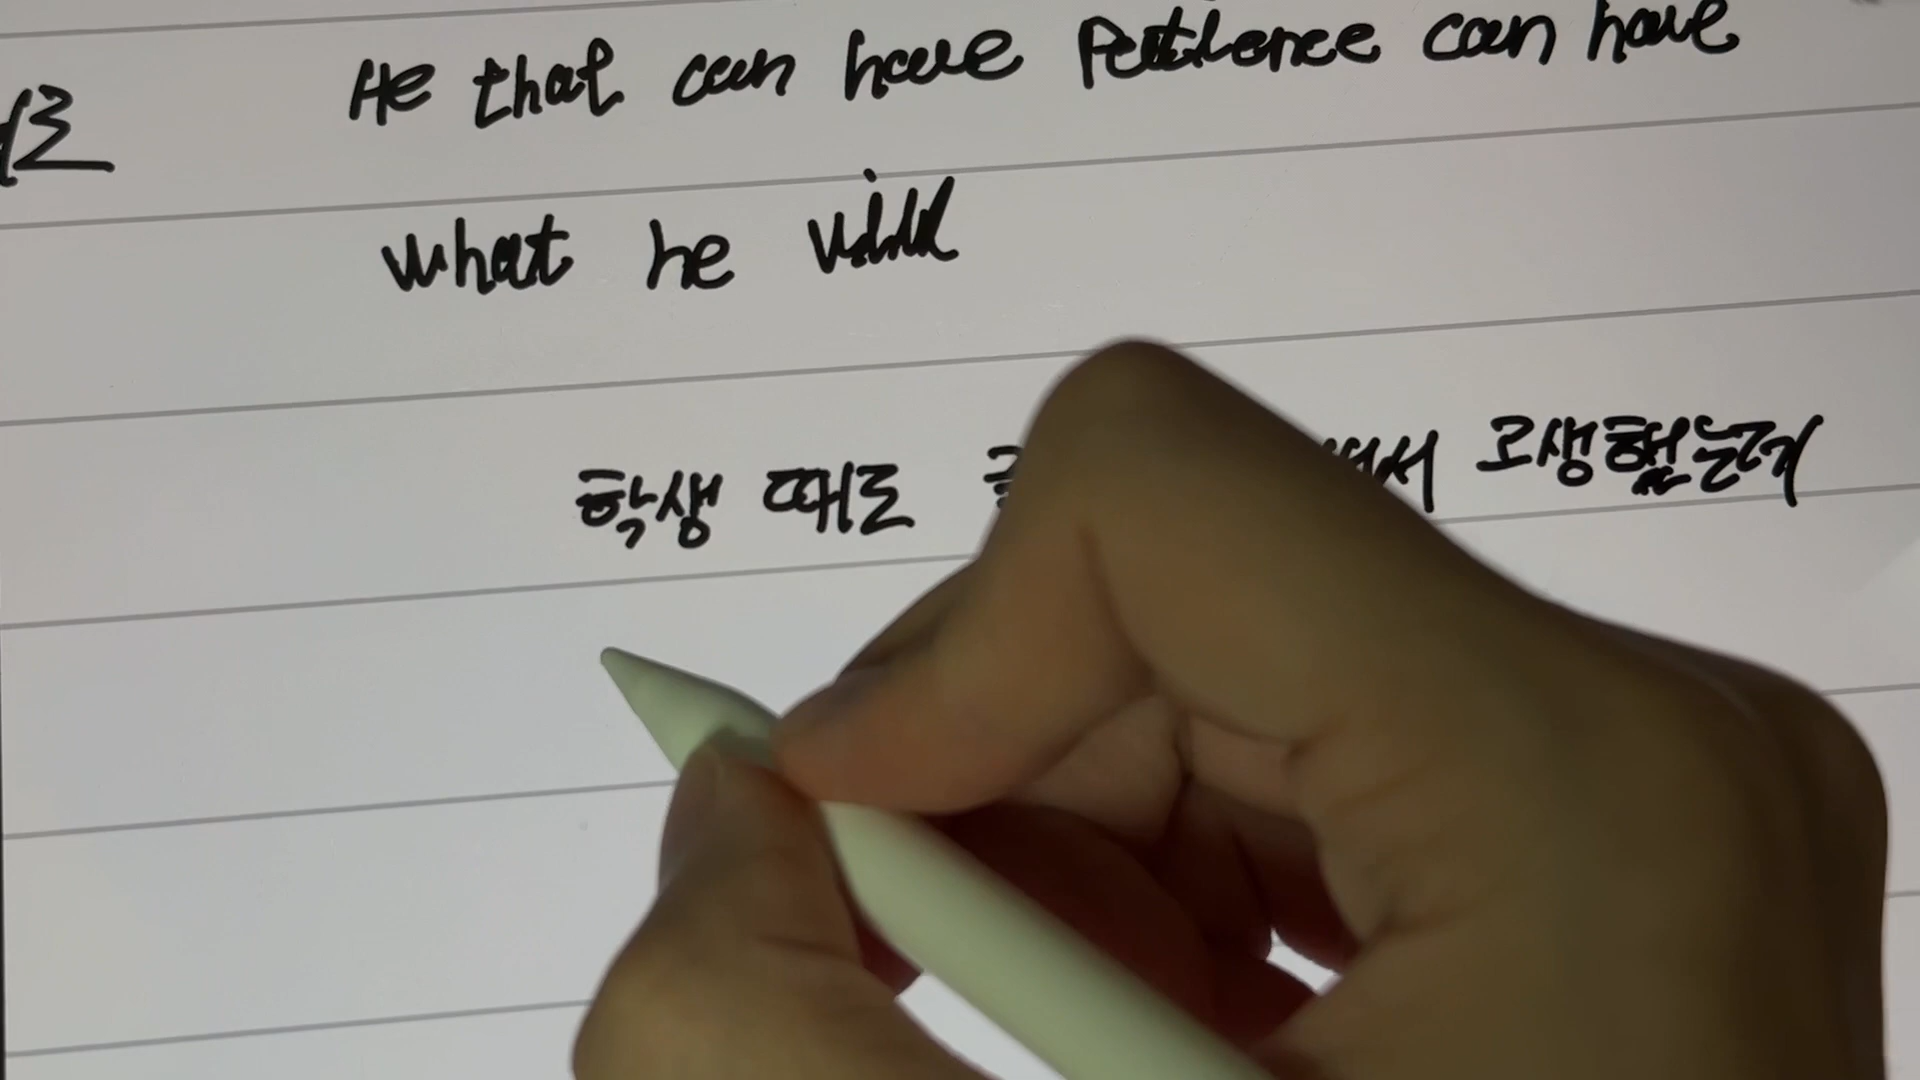 He that can have Patience can have
what he will
학생 때로 고생했는데